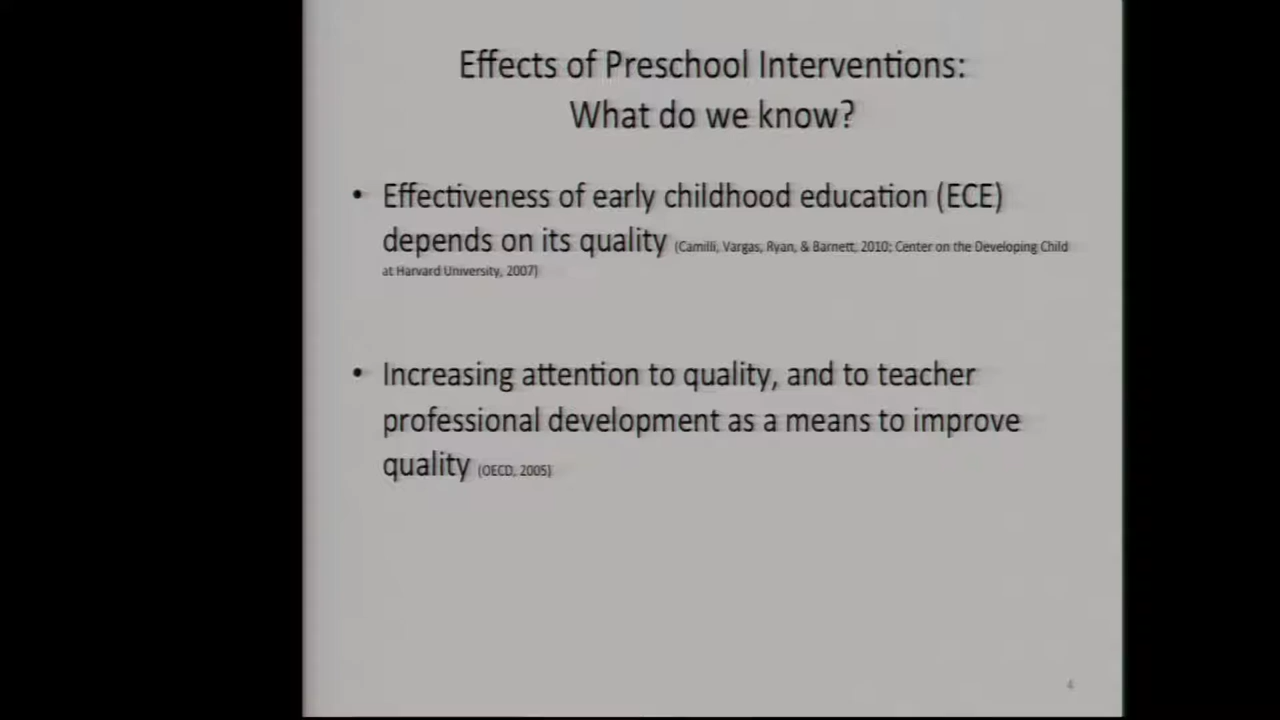 Effects of Preschool Interventions:
What do we know?
• Effectiveness of early childhood education (ECE)
depends on its quality (Camilli, Vargas, Ryan, & Barnett, 2010; Center on the Developing Child
at Harvard University, 2007)
• Increasing attention to quality, and to teacher
professional development as a means to improve
quality (OECD, 2005)
4